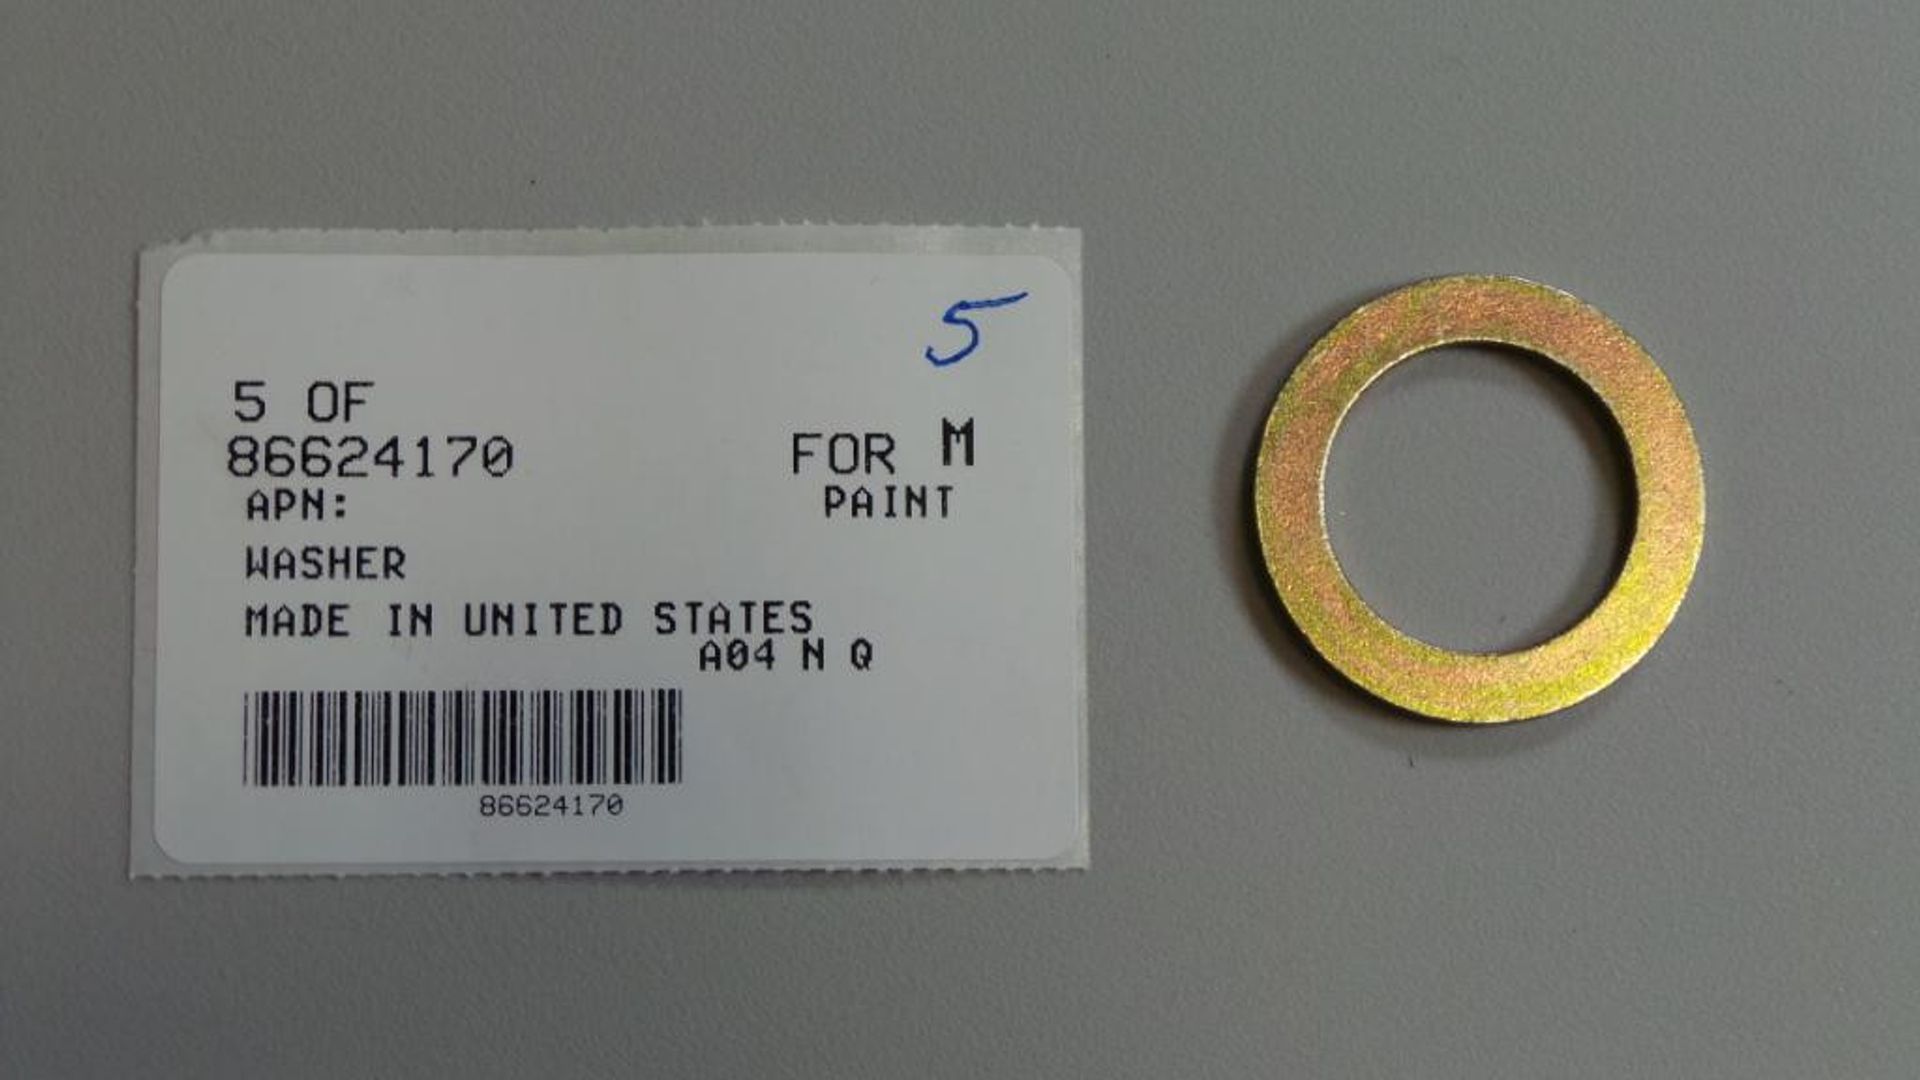 5
5 OF
86624170 FOR M
APN: PAINT
WASHER
MADE IN UNITED STATES
A04 N Q
86624170